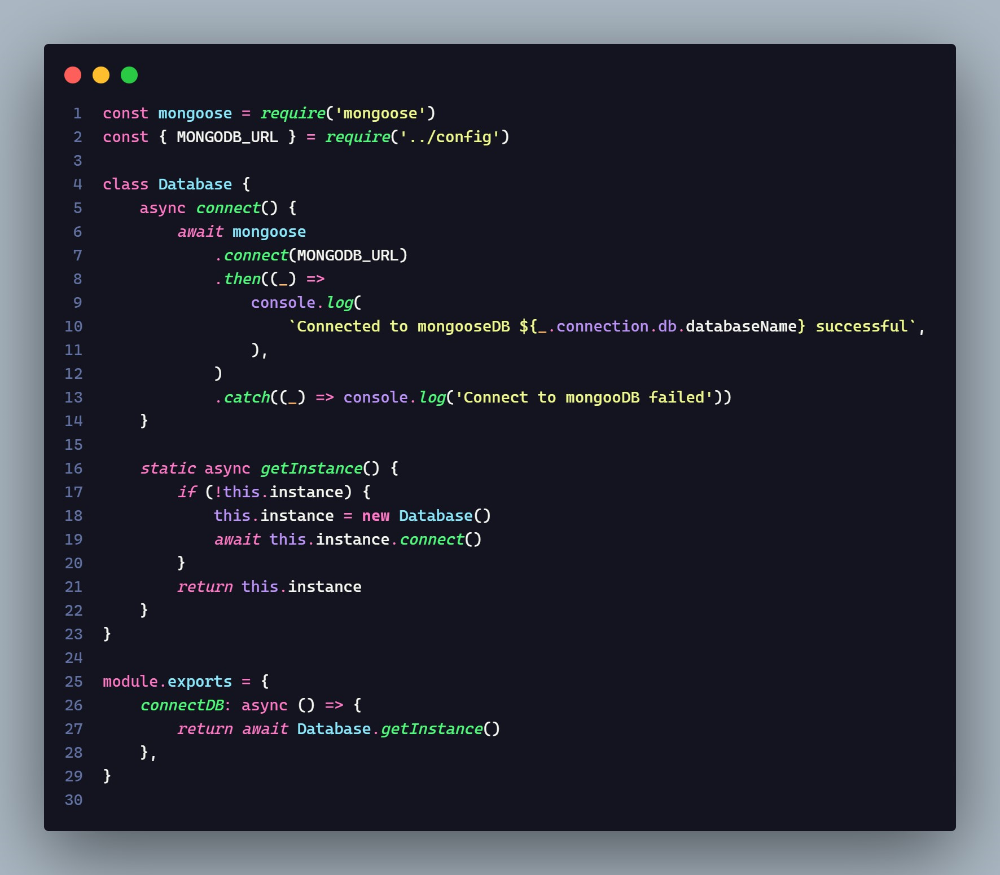 1 const mongoose = require('mongoose')
2 const { MONGODB_URL } = require('../config')
3
4 class Database {
5     async connect() {
6         await mongoose
7             .connect(MONGODB_URL)
8             .then((_) =>
9                 console.log(
10                     `Connected to mongooseDB ${_.connection.db.databaseName} successful`,
11                 ),
12             )
13             .catch((_) => console.log('Connect to mongooDB failed'))
14     }
15
16     static async getInstance() {
17         if (!this.instance) {
18             this.instance = new Database()
19             await this.instance.connect()
20         }
21         return this.instance
22     }
23 }
24
25 module.exports = {
26     connectDB: async () => {
27         return await Database.getInstance()
28     },
29 }
30